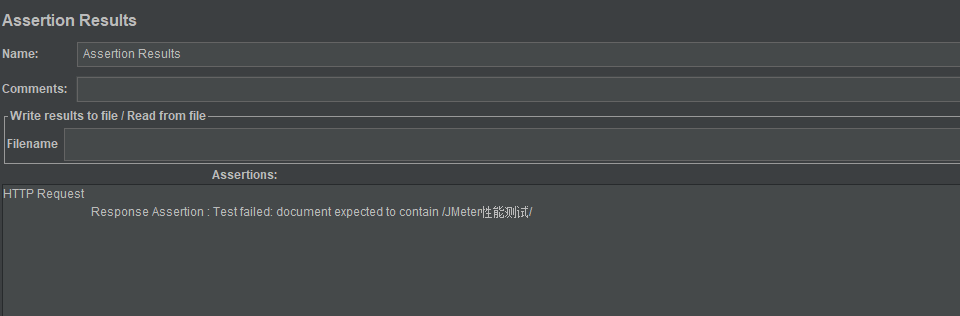 Assertion Results
Name: Assertion Results
Comments:
Write results to file / Read from file
Filename
Assertions:
HTTP Request
Response Assertion : Test failed: document expected to contain /JMeter性能测试/